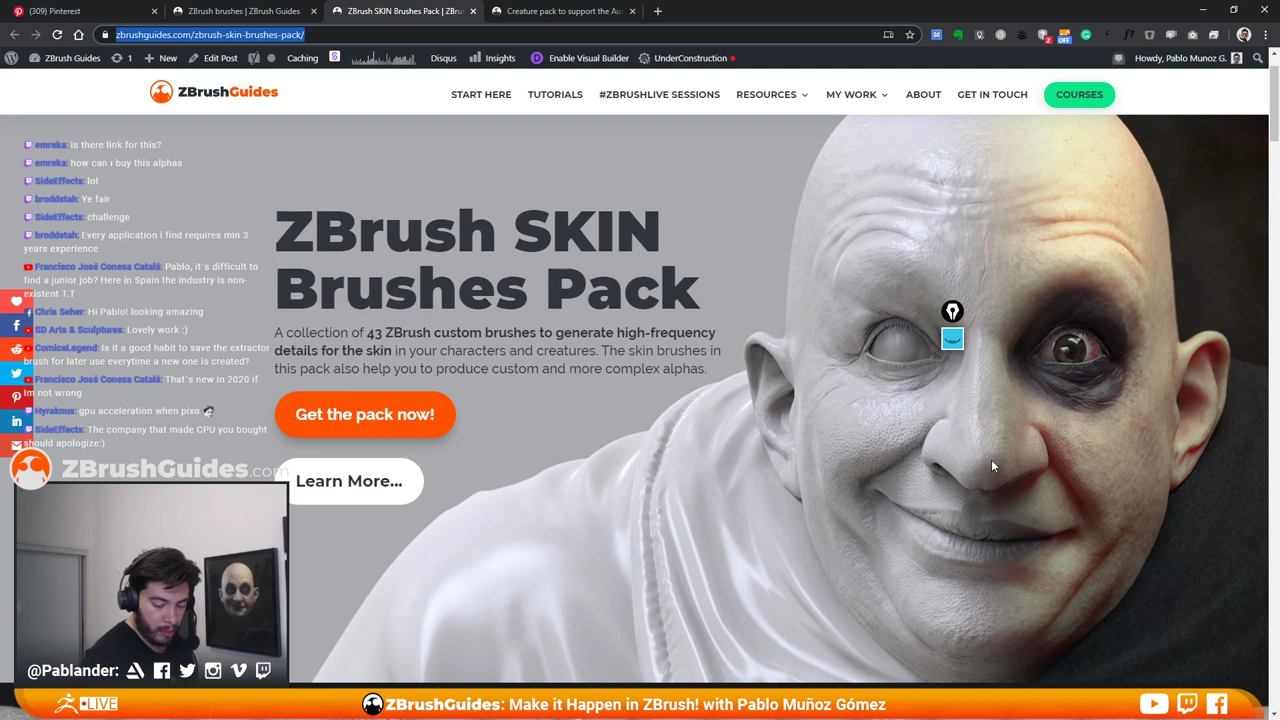 (309) Pinterest
zbrush brushes | ZBrush Guides
ZBrush SKIN Brushes Pack | ZBru
Creature pack to support the Au
zbrushguides.com/zbrush-skin-brushes-pack/
ZBrush Guides
1
New
Edit Post
Caching
Disqus
Insights
Enable Visual Builder
UnderConstruction
Howdy, Pablo Munoz G.
ZBrushGuides
START HERE
TUTORIALS
#ZBRUSHLIVE SESSIONS
RESOURCES
MY WORK
ABOUT
GET IN TOUCH
COURSES
emreka: is there link for this?
emreka: how can ı buy this alphas
SideEffects: lol
broddstah: Ye fair
SideEffects: challenge
broddstah: Every application i find requires min 3
years experience
Francisco José Conesa Catalá: Pablo, it´s difficult to
find a junior job? Here in Spain the industry is non-
existent T.T
Chris Seher: Hi Pablo! looking amazing
SD Arts & Sculptures: Lovely work :)
ComicsLegend: Is it a good habit to save the extractor
brush for later use everytime a new one is created?
Francisco José Conesa Catalá: That´s new in 2020 if
Im not wrong
Hyraknus: gpu acceleration when pixo
SideEffects: The company that made CPU you bought
should apologize:)
ZBrush SKIN
Brushes Pack
A collection of 43 ZBrush custom brushes to generate high-frequency
details for the skin in your characters and creatures. The skin brushes in
this pack also help you to produce custom and more complex alphas.
Get the pack now!
Learn More...
ZBrushGuides.com
@Pablander:
LIVE
ZBrushGuides: Make it Happen in ZBrush! with Pablo Muñoz Gómez